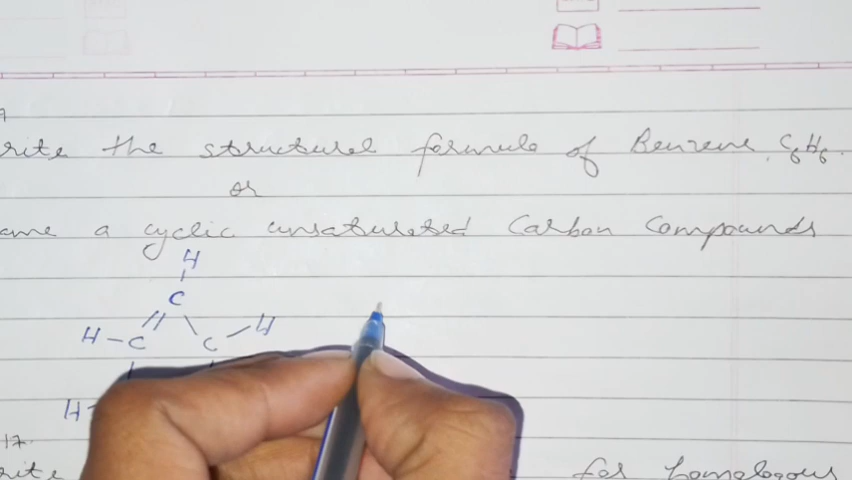 rite the structural formula of Benzene, C6H6.
or
ame a cyclic unsaturated Carbon Compounds
H
C
H - C C - H
H
17.
rite for homologous